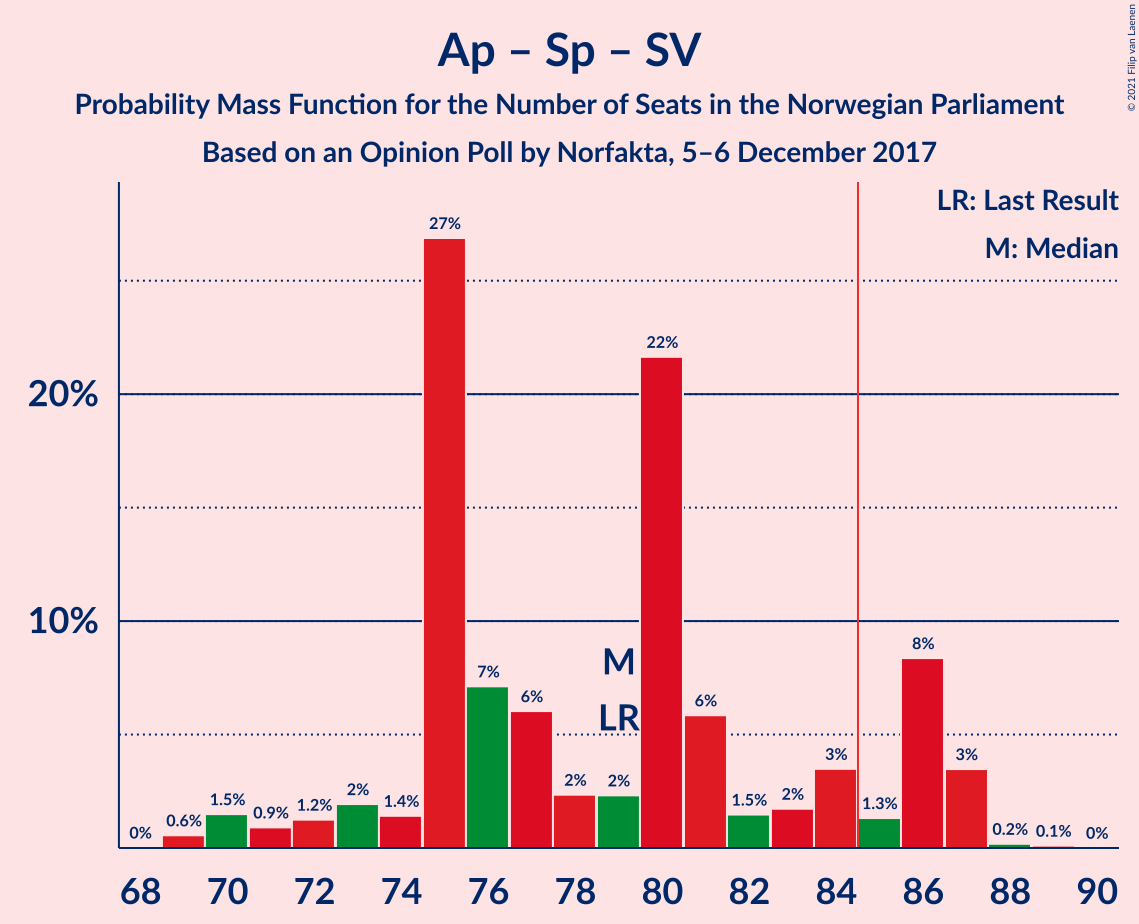 Ap – Sp – SV
Probability Mass Function for the Number of Seats in the Norwegian Parliament
Based on an Opinion Poll by Norfakta, 5–6 December 2017
© 2021 Filip van Laenen
LR: Last Result
M: Median
20%
10%
0%
0.6%
1.5%
0.9%
1.2%
2%
1.4%
27%
7%
6%
2%
2%
M
LR
22%
6%
1.5%
2%
3%
1.3%
8%
3%
0.2%
0.1%
0%
68 70 72 74 76 78 80 82 84 86 88 90